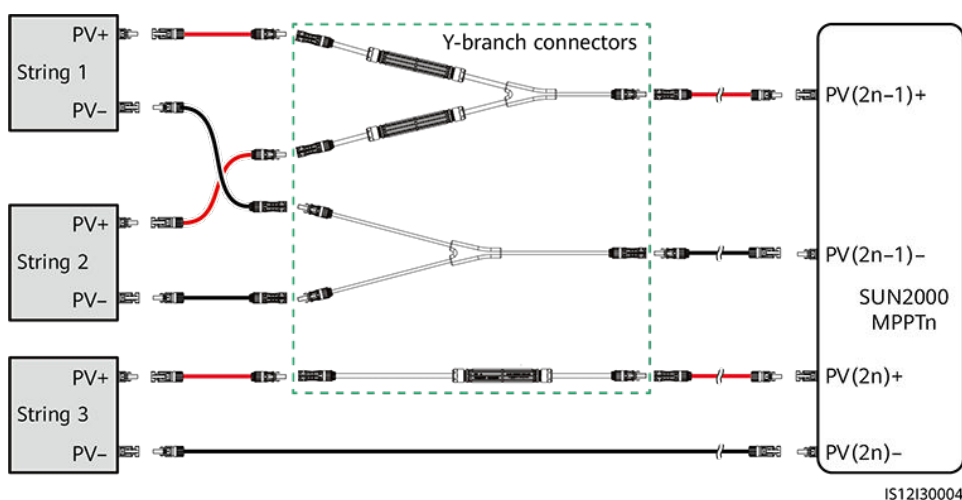 PV+
String 1
PV–
PV+
String 2
PV–
PV+
String 3
PV–
Y-branch connectors
PV(2n–1)+
PV(2n–1)–
SUN2000
MPPTn
PV(2n)+
PV(2n)–
IS12I30004